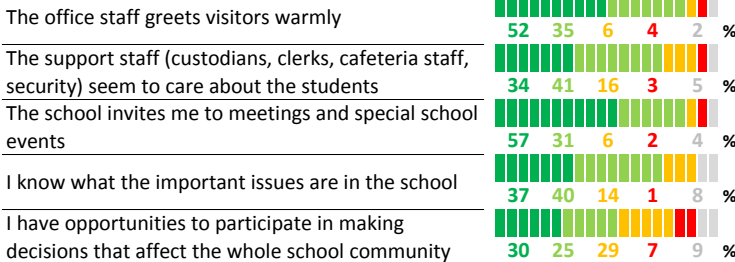 The office staff greets visitors warmly
52 35 6 4 2 %
The support staff (custodians, clerks, cafeteria staff,
security) seem to care about the students
34 41 16 3 5 %
The school invites me to meetings and special school
events
57 31 6 2 4 %
I know what the important issues are in the school
37 40 14 1 8 %
I have opportunities to participate in making
decisions that affect the whole school community
30 25 29 7 9 %